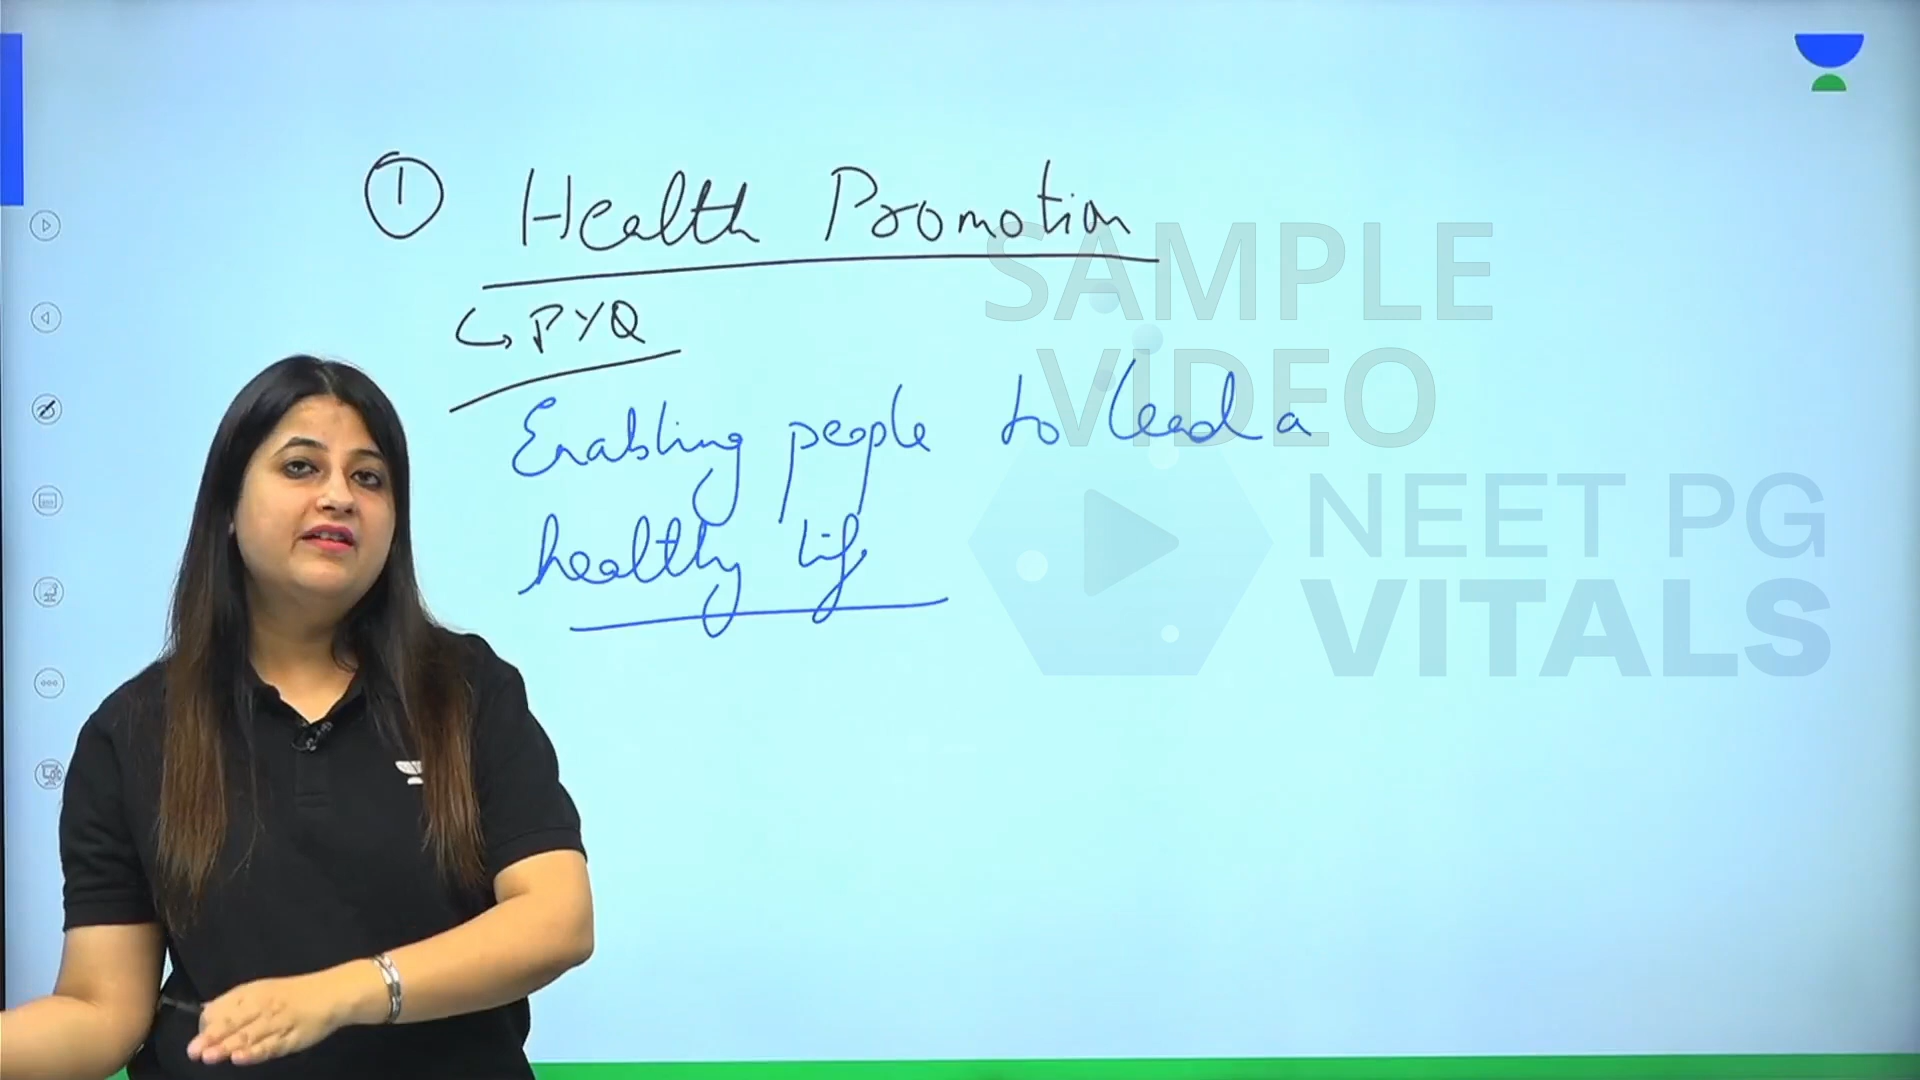 ① Health Promotion
↳ PYQ
Enabling people to lead a
healthy life
SAMPLE
VIDEO
NEET PG
VITALS